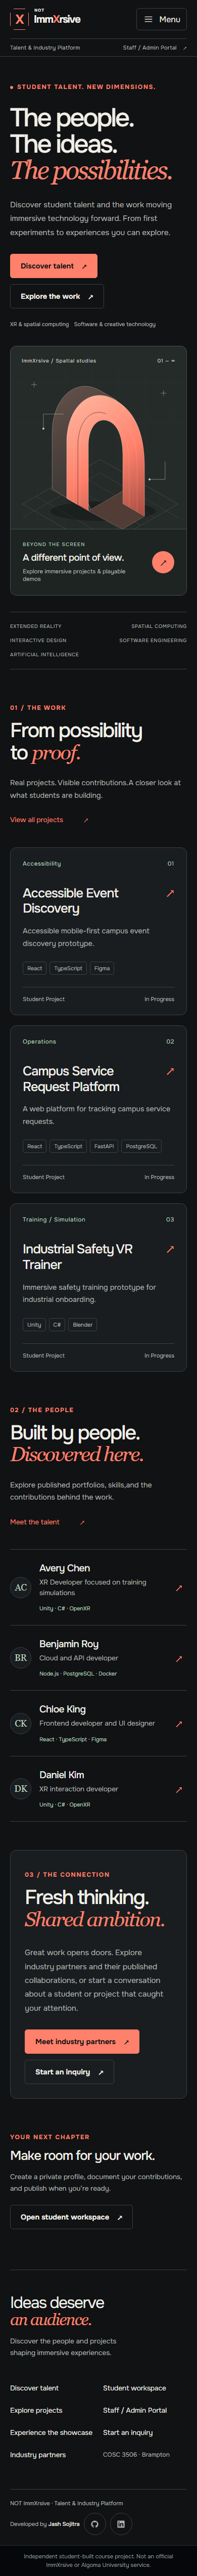 NOT
X ImmXrsive
Menu
Talent & Industry Platform
Staff / Admin Portal ↗
STUDENT TALENT. NEW DIMENSIONS.
The people.
The ideas.
The possibilities.
Discover student talent and the work moving
immersive technology forward. From first
experiments to experiences you can explore.
Discover talent ↗
Explore the work ↗
XR & spatial computing Software & creative technology
ImmXrsive / Spatial studies
01 — ∞
BEYOND THE SCREEN
A different point of view.
Explore immersive projects & playable
demos
↗
EXTENDED REALITY
SPATIAL COMPUTING
INTERACTIVE DESIGN
SOFTWARE ENGINEERING
ARTIFICIAL INTELLIGENCE
01 / THE WORK
From possibility
to proof.
Real projects. Visible contributions.A closer look at
what students are building.
View all projects ↗
Accessibility
01
Accessible Event
Discovery
↗
Accessible mobile-first campus event
discovery prototype.
React TypeScript Figma
Student Project
In Progress
Operations
02
Campus Service
Request Platform
↗
A web platform for tracking campus service
requests.
React TypeScript FastAPI PostgreSQL
Student Project
In Progress
Training / Simulation
03
Industrial Safety VR
Trainer
↗
Immersive safety training prototype for
industrial onboarding.
Unity C# Blender
Student Project
In Progress
02 / THE PEOPLE
Built by people.
Discovered here.
Explore published portfolios, skills,and the
contributions behind the work.
Meet the talent ↗
AC
Avery Chen
XR Developer focused on training
simulations
Unity · C# · OpenXR
↗
BR
Benjamin Roy
Cloud and API developer
Node.js · PostgreSQL · Docker
↗
CK
Chloe King
Frontend developer and UI designer
React · TypeScript · Figma
↗
DK
Daniel Kim
XR interaction developer
Unity · C# · OpenXR
↗
03 / THE CONNECTION
Fresh thinking.
Shared ambition.
Great work opens doors. Explore
industry partners and their published
collaborations, or start a conversation
about a student or project that caught
your attention.
Meet industry partners ↗
Start an inquiry ↗
YOUR NEXT CHAPTER
Make room for your work.
Create a private profile, document your contributions,
and publish when you're ready.
Open student workspace ↗
Ideas deserve
an audience.
Discover the people and projects
shaping immersive experiences.
Discover talent
Student workspace
Explore projects
Staff / Admin Portal
Experience the showcase
Start an inquiry
Industry partners
COSC 3506 · Brampton
NOT ImmXrsive · Talent & Industry Platform
Developed by Jash Sojitra
Independent student-built course project. Not an official
ImmXrsive or Algoma University service.